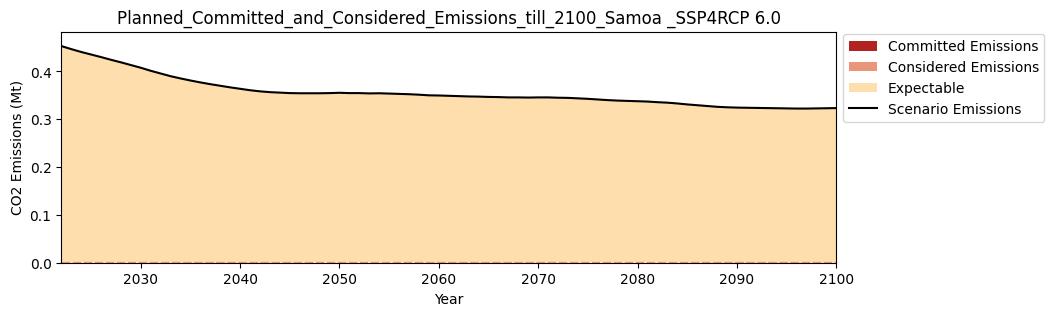 Planned_Committed_and_Considered_Emissions_till_2100_Samoa _SSP4RCP 6.0
Committed Emissions
Considered Emissions
Expectable
Scenario Emissions
CO2 Emissions (Mt)
0.4
0.3
0.2
0.1
0.0
2030 2040 2050 2060 2070 2080 2090 2100
Year